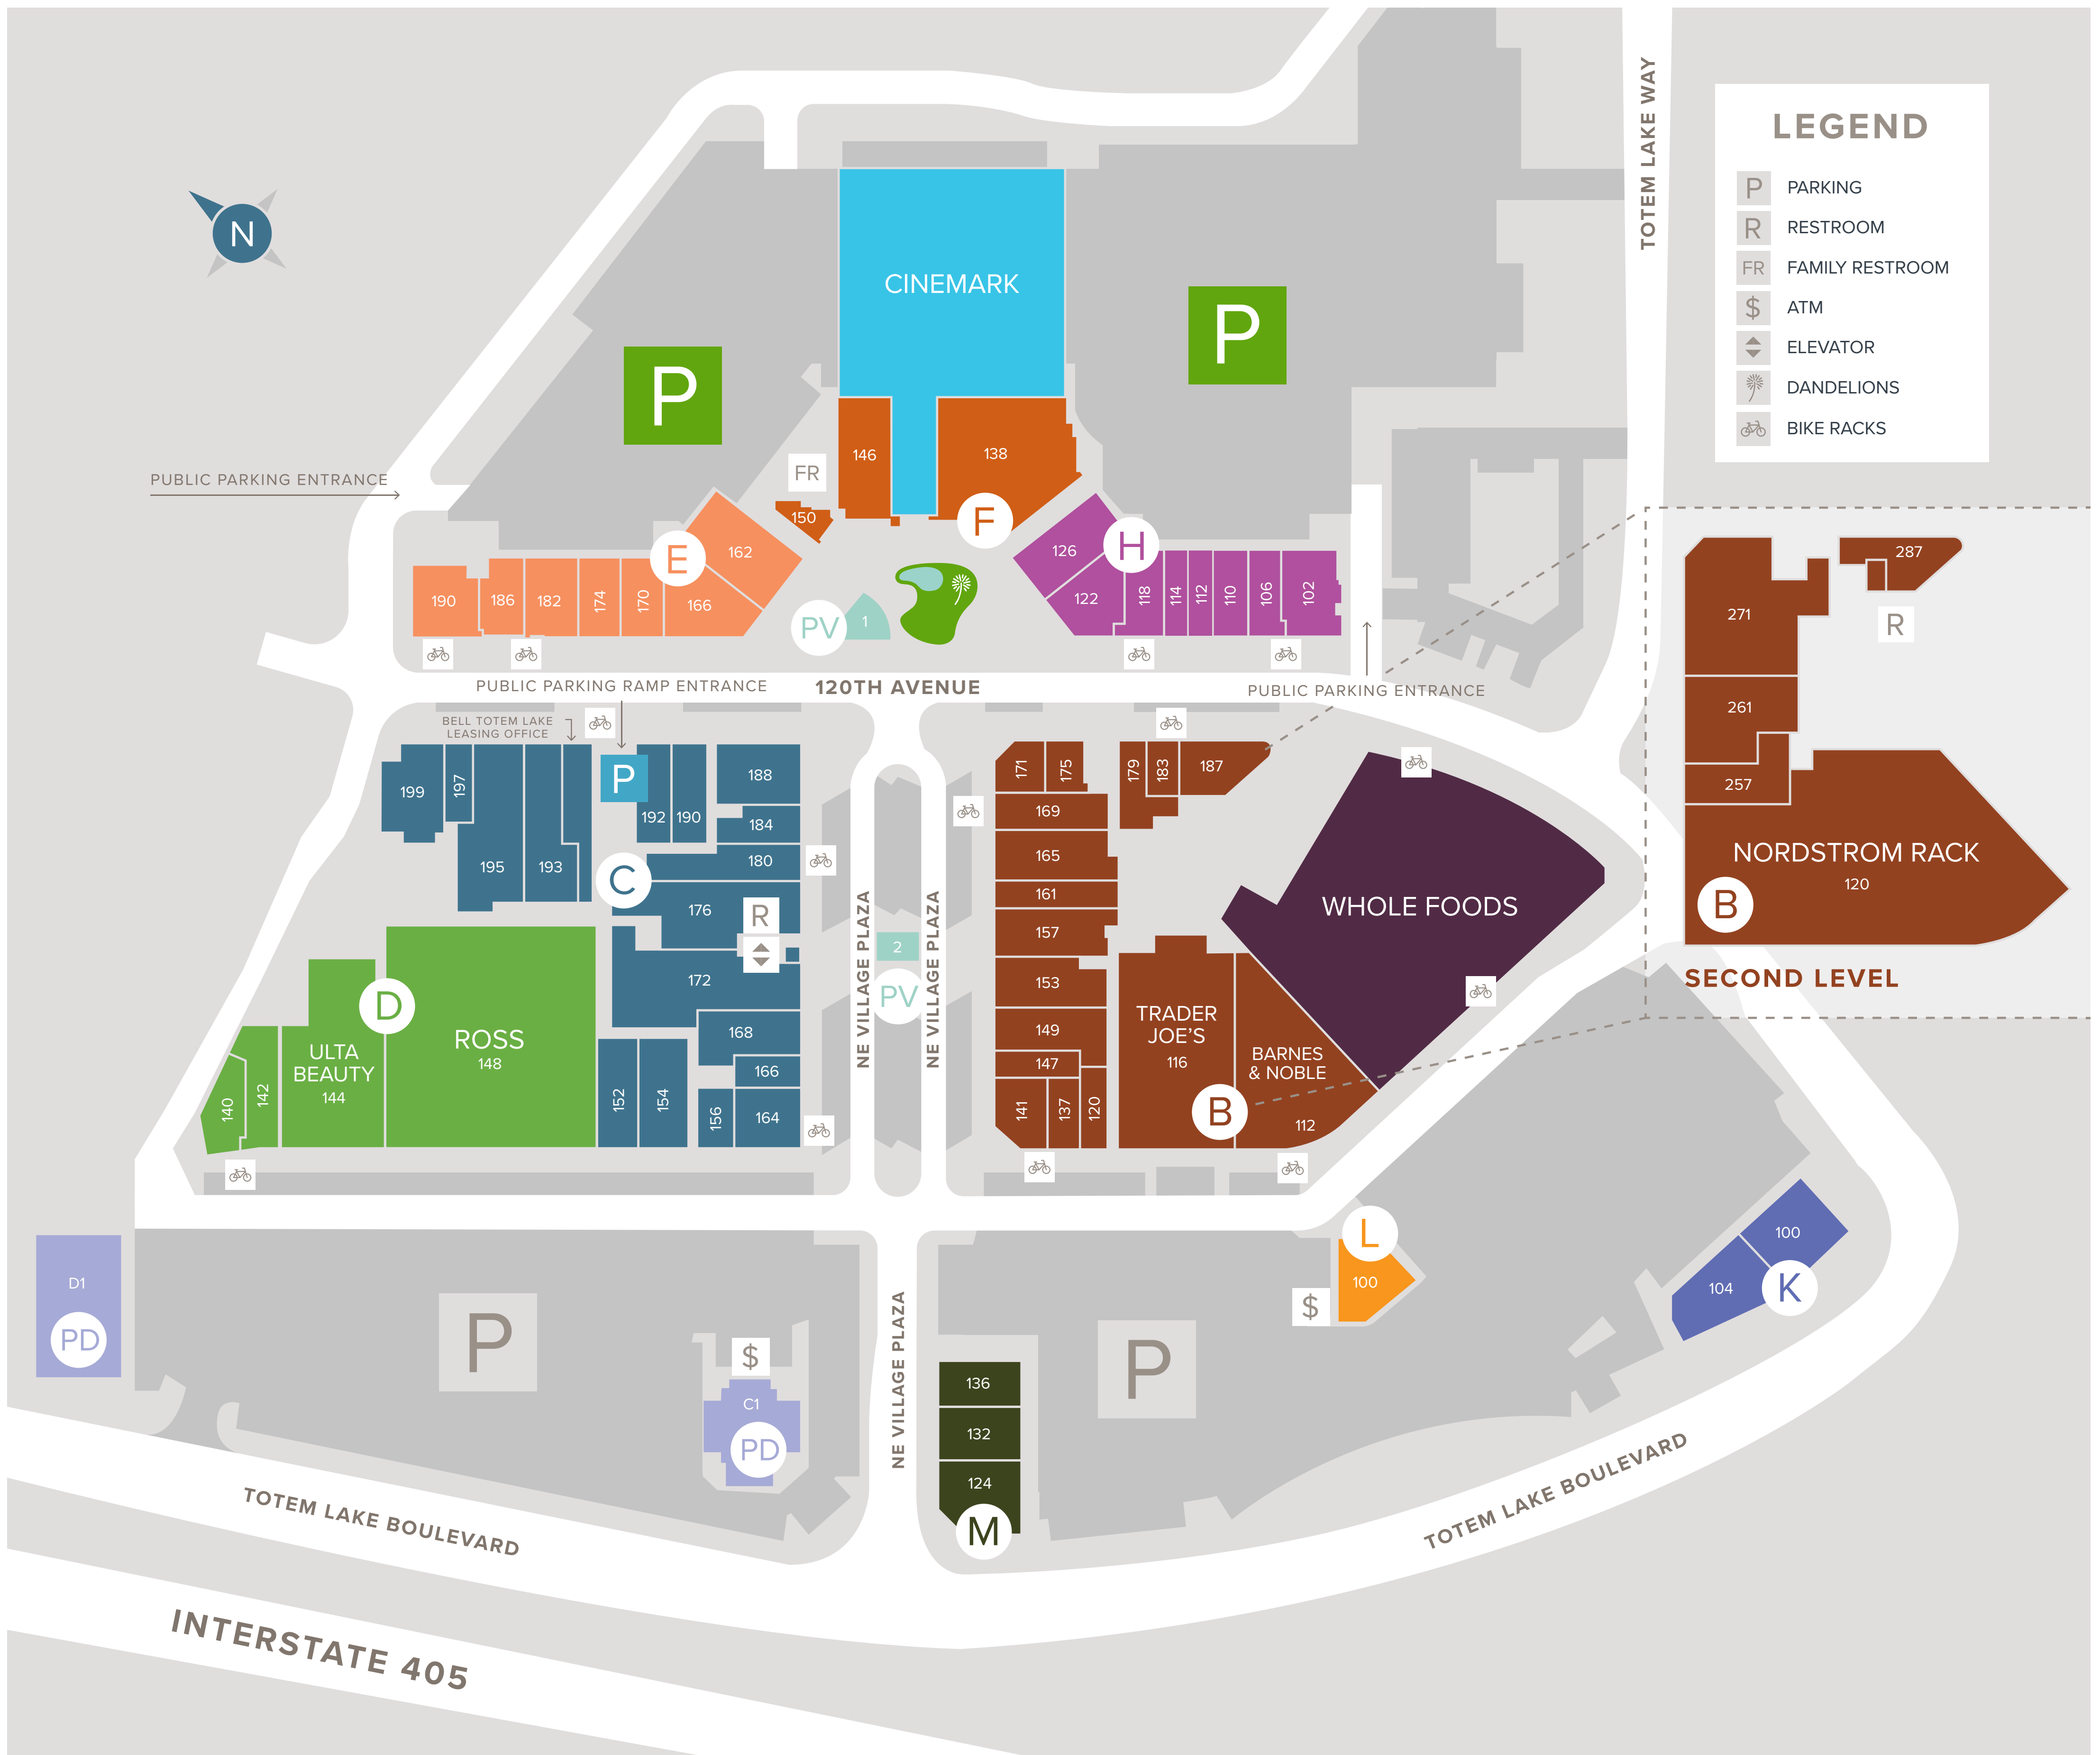 TOTEM LAKE WAY
LEGEND
P PARKING
R RESTROOM
FR FAMILY RESTROOM
$ ATM
ELEVATOR
DANDELIONS
BIKE RACKS
N
CINEMARK
P
P
PUBLIC PARKING ENTRANCE
FR
146
138
150
F
E
162
190
186
182
174
170
166
PV
1
H
126
122
118
114
112
110
106
102
PUBLIC PARKING RAMP ENTRANCE
120TH AVENUE
PUBLIC PARKING ENTRANCE
BELL TOTEM LAKE
LEASING OFFICE
P
199
197
195
193
192
190
188
184
180
C
176
R
172
168
166
152
154
156
164
D
ROSS
148
ULTA
BEAUTY
144
142
140
NE VILLAGE PLAZA
NE VILLAGE PLAZA
2
PV
171
175
179
183
187
169
165
161
157
153
149
147
141
137
120
TRADER
JOE'S
116
B
BARNES
& NOBLE
112
WHOLE FOODS
271
287
R
261
257
NORDSTROM RACK
120
B
SECOND LEVEL
D1
PD
P
$
C1
PD
NE VILLAGE PLAZA
136
132
124
M
P
L
100
$
100
104
K
TOTEM LAKE BOULEVARD
TOTEM LAKE BOULEVARD
INTERSTATE 405